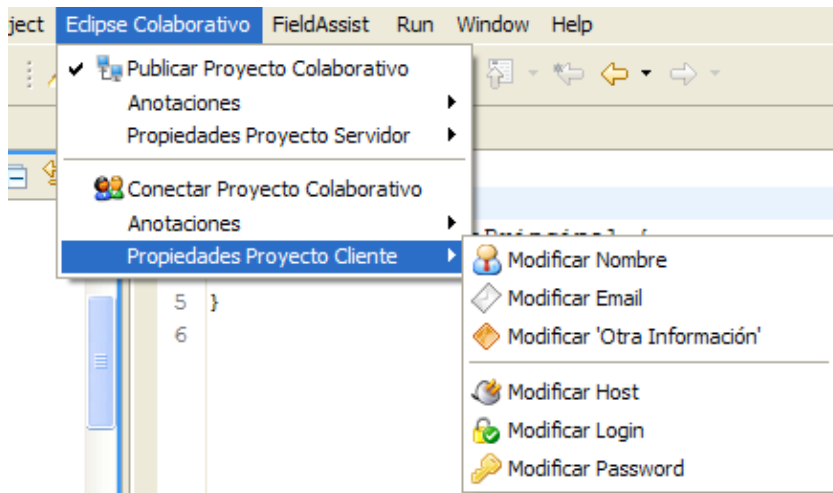 ject Eclipse Colaborativo FieldAssist Run Window Help
Publicar Proyecto Colaborativo
Anotaciones
Propiedades Proyecto Servidor
Conectar Proyecto Colaborativo
Anotaciones
Propiedades Proyecto Cliente
Modificar Nombre
Modificar Email
5 }
Modificar 'Otra Información'
6
Modificar Host
Modificar Login
Modificar Password